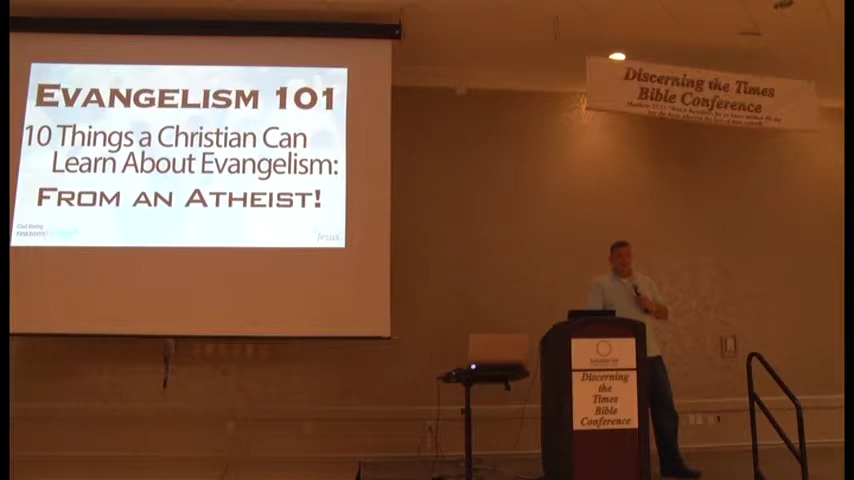 EVANGELISM 101
10 Things a Christian Can
Learn About Evangelism:
FROM AN ATHEIST!
Jesus
Discerning the Times
Bible Conference
Discerning
the
Times
Bible
Conference